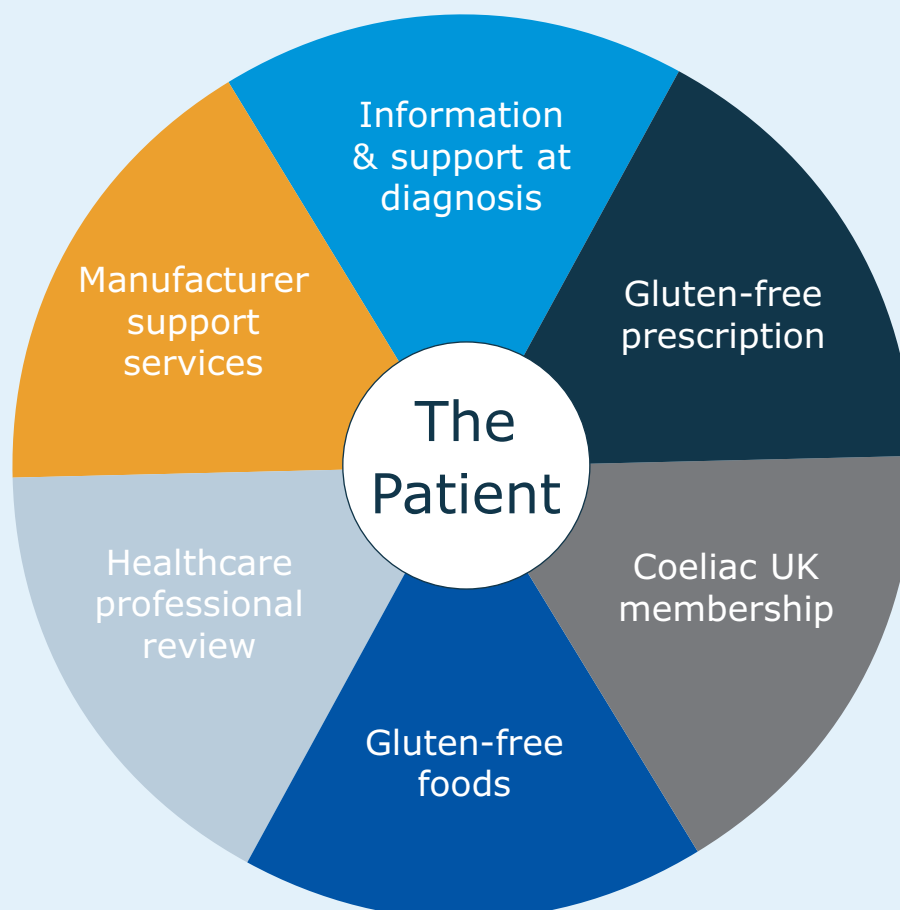 Information
& support at
diagnosis
Gluten-free
prescription
Coeliac UK
membership
Gluten-free
foods
Healthcare
professional
review
Manufacturer
support
services
The
Patient